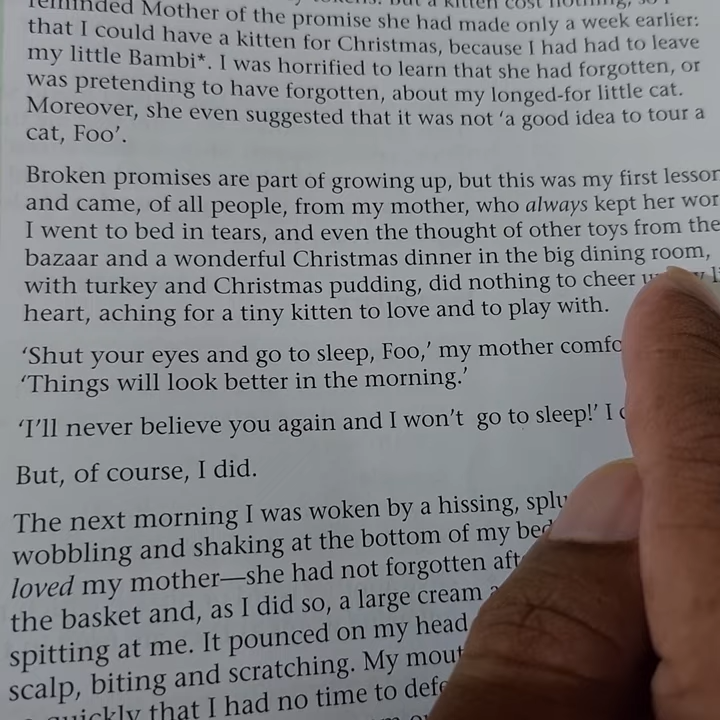 reminded Mother of the promise she had made only a week earlier:
that I could have a kitten for Christmas, because I had had to leave
my little Bambi*. I was horrified to learn that she had forgotten, or
was pretending to have forgotten, about my longed-for little cat.
Moreover, she even suggested that it was not ‘a good idea to tour a
cat, Foo’.
Broken promises are part of growing up, but this was my first lesson
and came, of all people, from my mother, who always kept her
I went to bed in tears, and even the thought of other toys from the
bazaar and a wonderful Christmas dinner in the big dining room,
with turkey and Christmas pudding, did nothing to cheer
heart, aching for a tiny kitten to love and to play with.
‘Shut your eyes and go to sleep, Foo,’ my mother
‘Things will look better in the morning.’
‘I’ll never believe you again and I won’t go to sleep!’ I
But, of course, I did.
The next morning I was woken by a hissing,
wobbling and shaking at the bottom of my bed
loved my mother—she had not forgotten
the basket and, as I did so, a large cream
spitting at me. It pounced on my head
scalp, biting and scratching. My
quickly that I had no time to